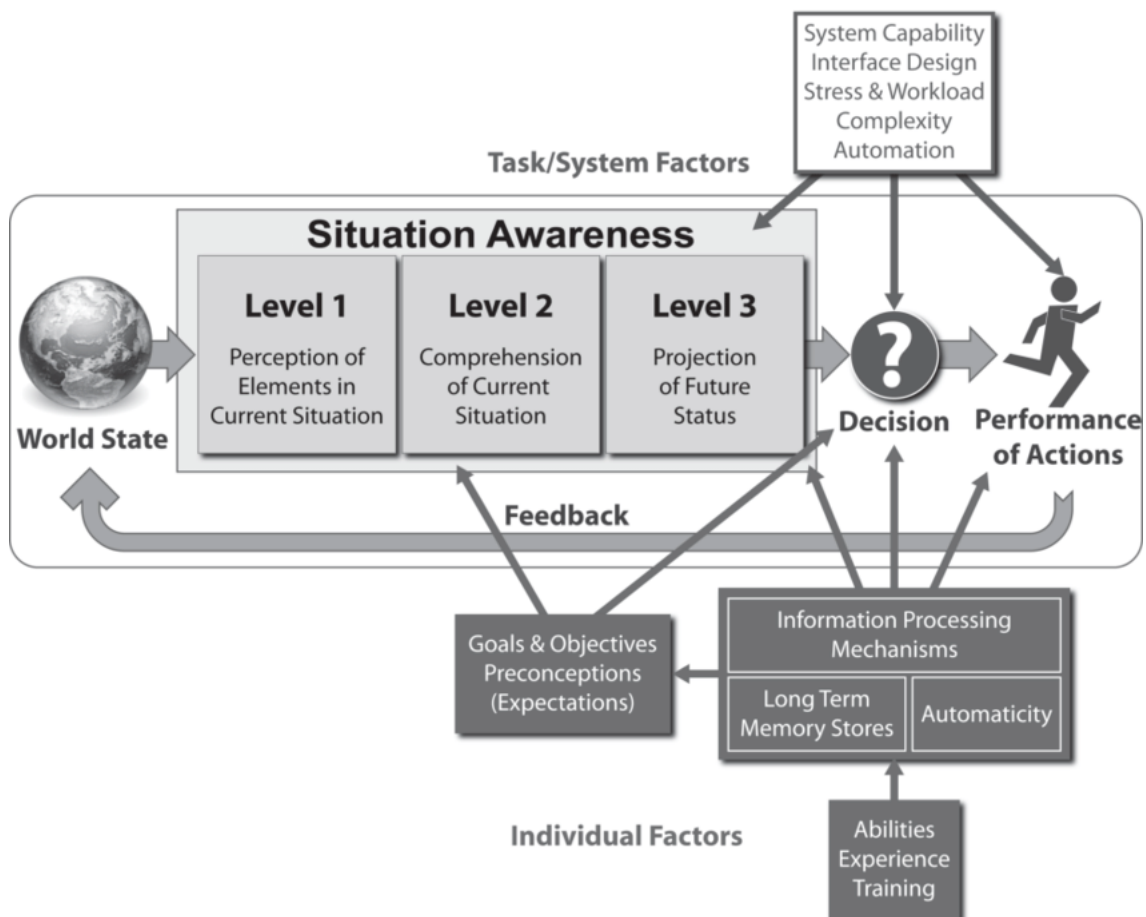 System Capability
Interface Design
Stress & Workload
Complexity
Automation
Task/System Factors
Situation Awareness
Level 1
Perception of
Elements in
Current Situation
Level 2
Comprehension
of Current
Situation
Level 3
Projection
of Future
Status
?
World State
Decision
Performance
of Actions
Feedback
Goals & Objectives
Preconceptions
(Expectations)
Information Processing
Mechanisms
Long Term
Memory Stores
Automaticity
Individual Factors
Abilities
Experience
Training